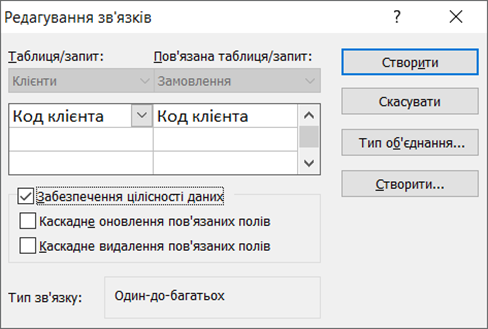 Редагування зв'язків
Таблиця/запит: Пов'язана таблиця/запит:
Клієнти Замовлення
Код клієнта Код клієнта
Забезпечення цілісності даних
Каскадне оновлення пов'язаних полів
Каскадне видалення пов'язаних полів
Тип зв'язку: Один-до-багатьох
Створити
Скасувати
Тип об'єднання...
Створити...